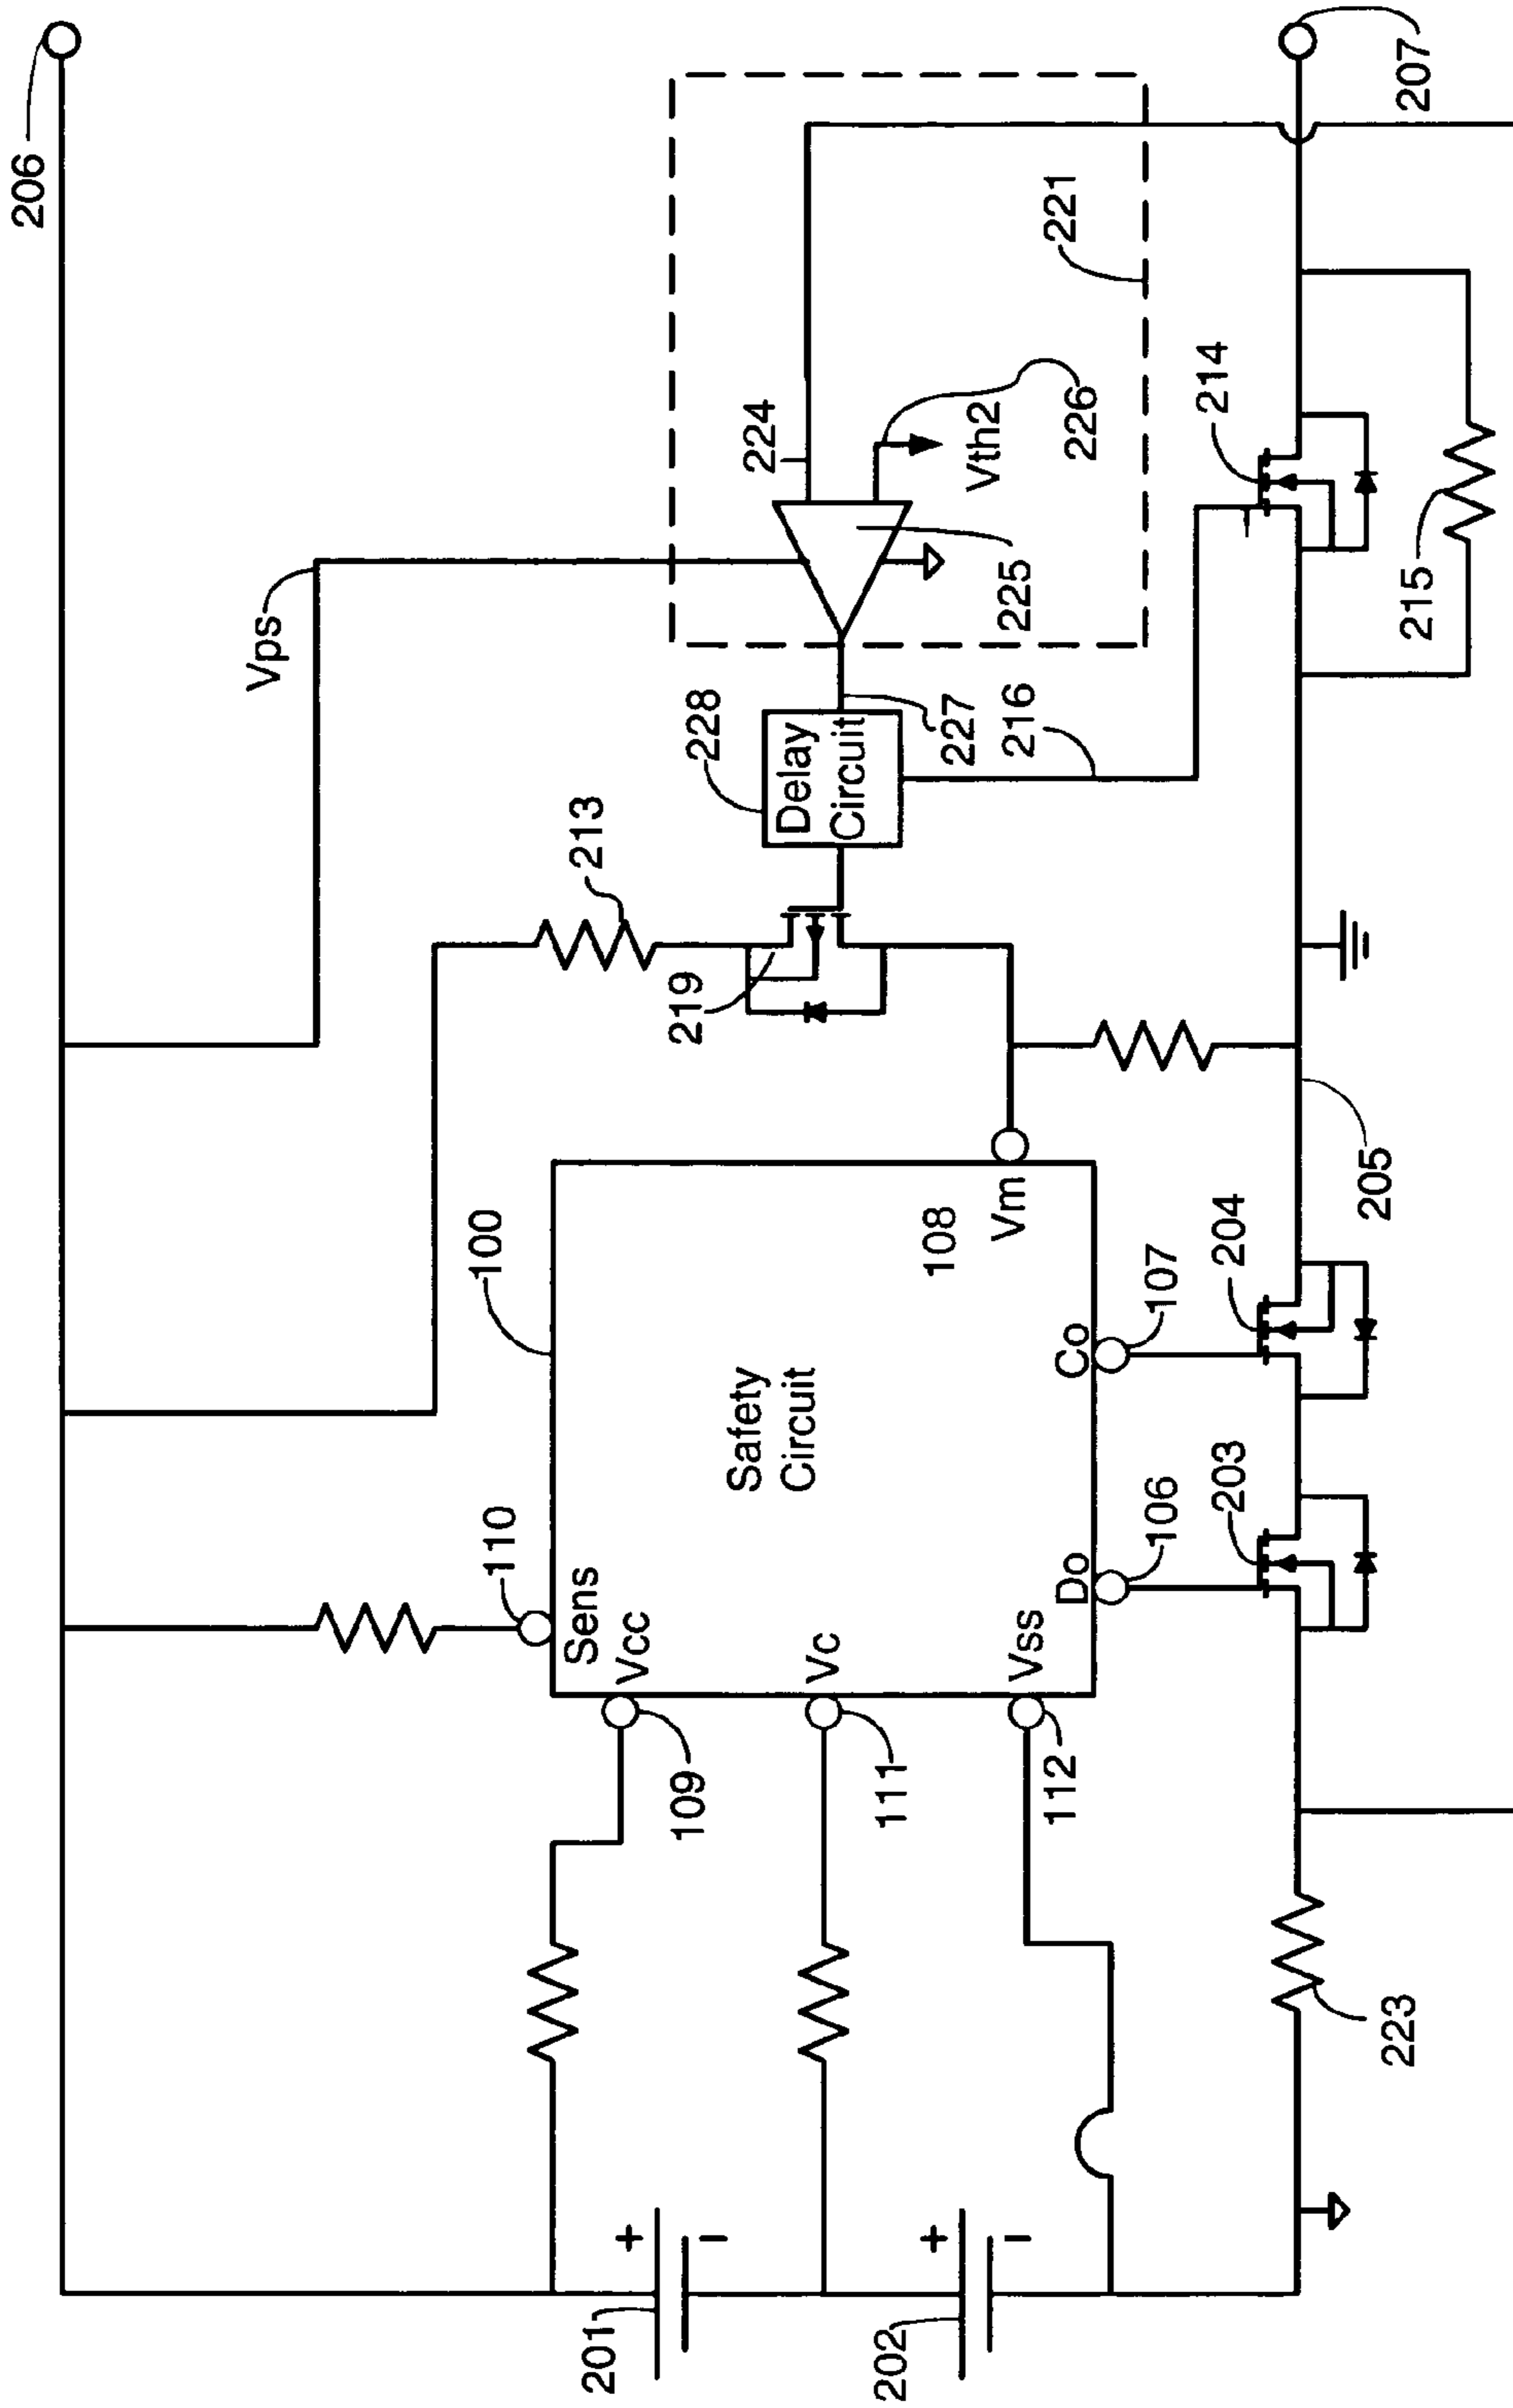 206
Vps
224
221
Vth2
226
225
228
Delay
Circuit
227
216
213
219
214
215
207
100
110
Sens
Vcc
109
Vc
111
Vss
112
Safety
Circuit
108
Vm
Do
106
Co
107
203
204
205
201
+
−
202
+
−
223